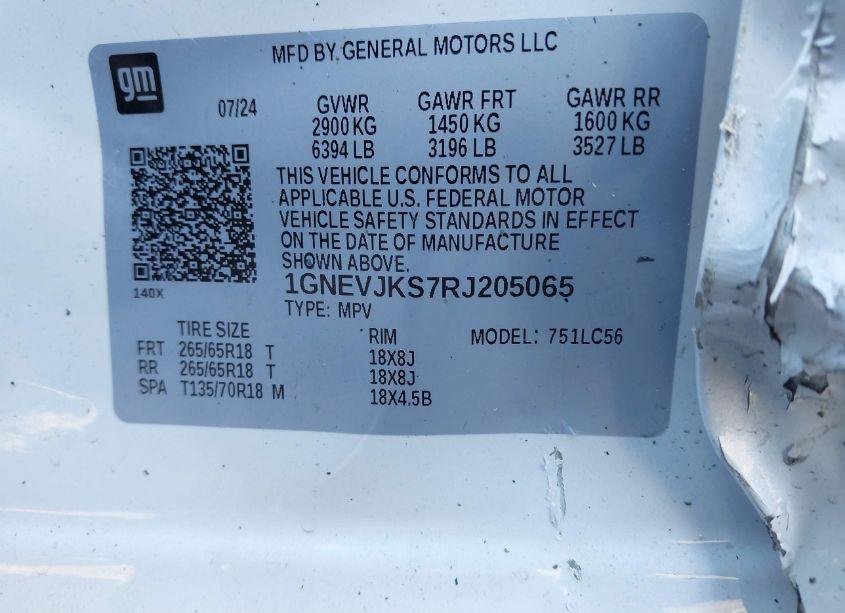 MFD BY GENERAL MOTORS LLC
gm
07/24
GVWR GAWR FRT GAWR RR
2900 KG 1450 KG 1600 KG
6394 LB 3196 LB 3527 LB
THIS VEHICLE CONFORMS TO ALL
APPLICABLE U.S. FEDERAL MOTOR
VEHICLE SAFETY STANDARDS IN EFFECT
ON THE DATE OF MANUFACTURE
SHOWN ABOVE.
140X
1GNEVJKS7RJ205065
TYPE: MPV
TIRE SIZE RIM MODEL: 751LC56
FRT 265/65R18 T 18X8J
RR 265/65R18 T 18X8J
SPA T135/70R18 M 18X4.5B